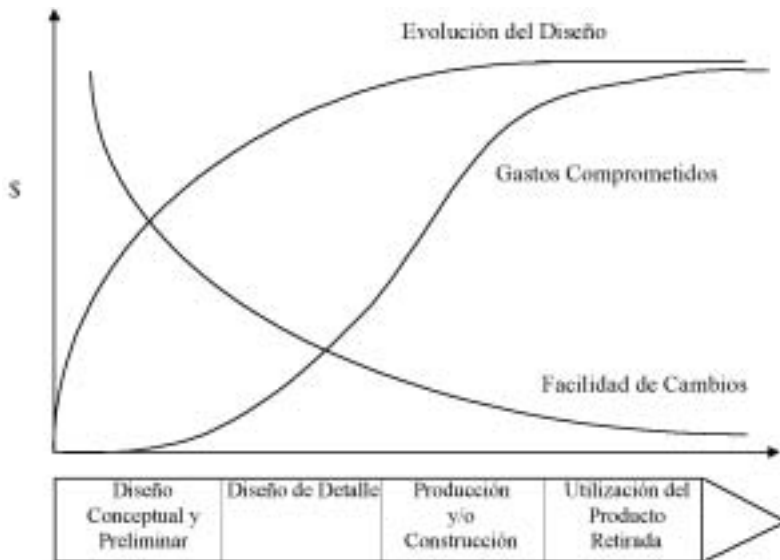 Evolución del Diseño
$
Gastos Comprometidos
Facilidad de Cambios
Diseño
Conceptual y
Preliminar
Diseño de Detalle
Producción
y/o
Construcción
Utilización del
Producto
Retirada